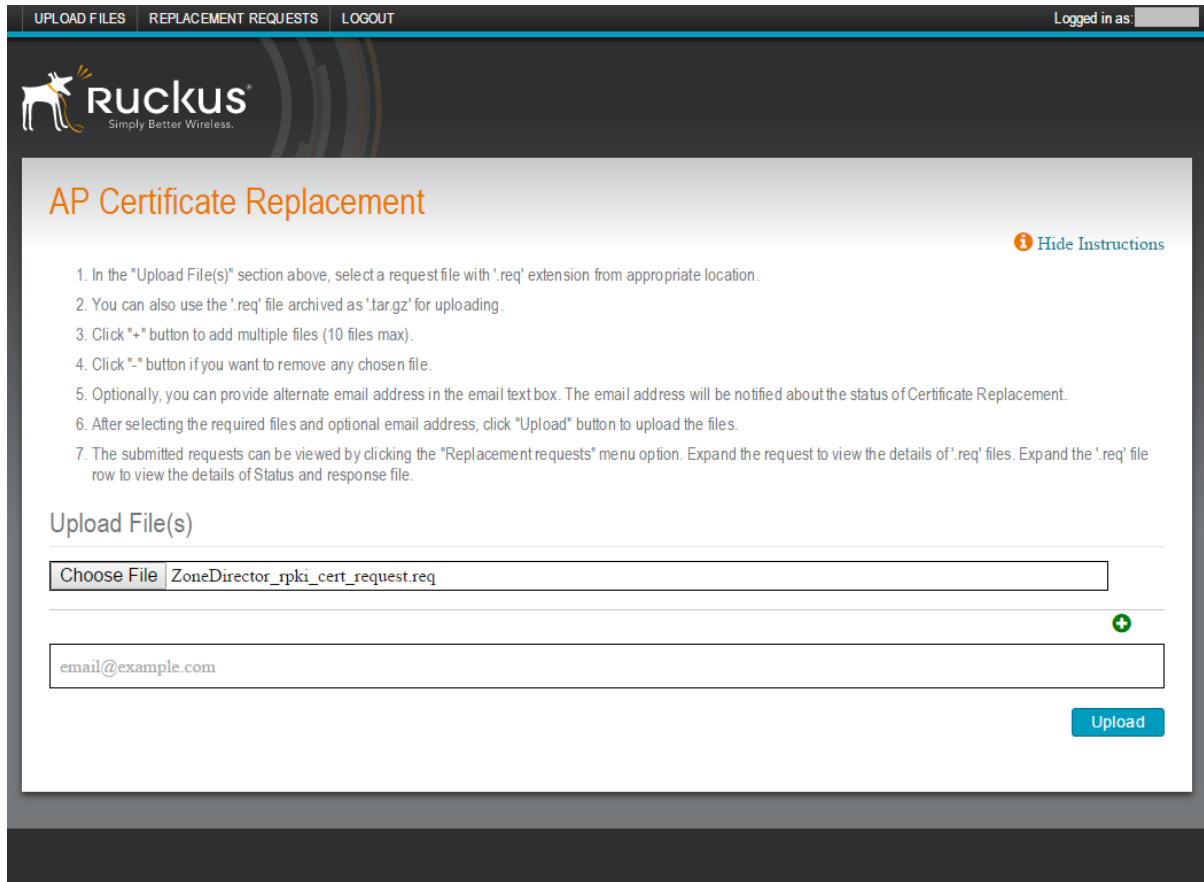 UPLOAD FILES REPLACEMENT REQUESTS LOGOUT Logged in as:
Ruckus®
Simply Better Wireless.
AP Certificate Replacement
Hide Instructions
1. In the "Upload File(s)" section above, select a request file with '.req' extension from appropriate location.
2. You can also use the '.req' file archived as '.tar.gz' for uploading.
3. Click "+" button to add multiple files (10 files max).
4. Click "-" button if you want to remove any chosen file.
5. Optionally, you can provide alternate email address in the email text box. The email address will be notified about the status of Certificate Replacement.
6. After selecting the required files and optional email address, click "Upload" button to upload the files.
7. The submitted requests can be viewed by clicking the "Replacement requests" menu option. Expand the request to view the details of '.req' files. Expand the '.req' file
row to view the details of Status and response file.
Upload File(s)
Choose File ZoneDirector_rpki_cert_request.req
email@example.com
Upload